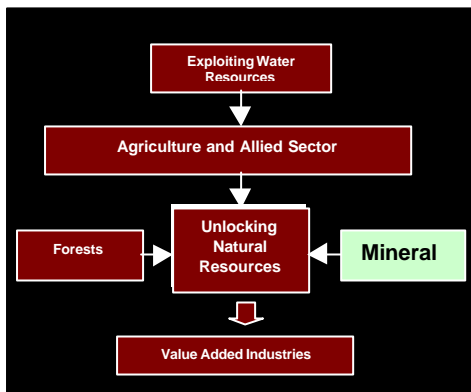 Exploiting Water
Resources
Agriculture and Allied Sector
Unlocking
Natural
Resources
Forests
Mineral
Value Added Industries